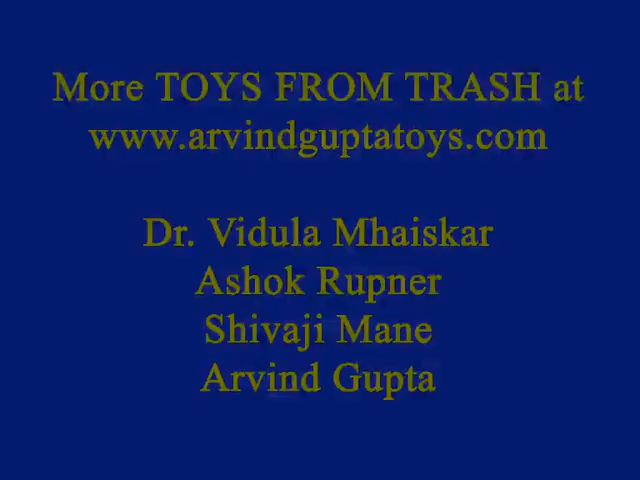 More TOYS FROM TRASH at
www.arvindguptatoys.com
Dr. Vidula Mhaiskar
Ashok Rupner
Shivaji Mane
Arvind Gupta